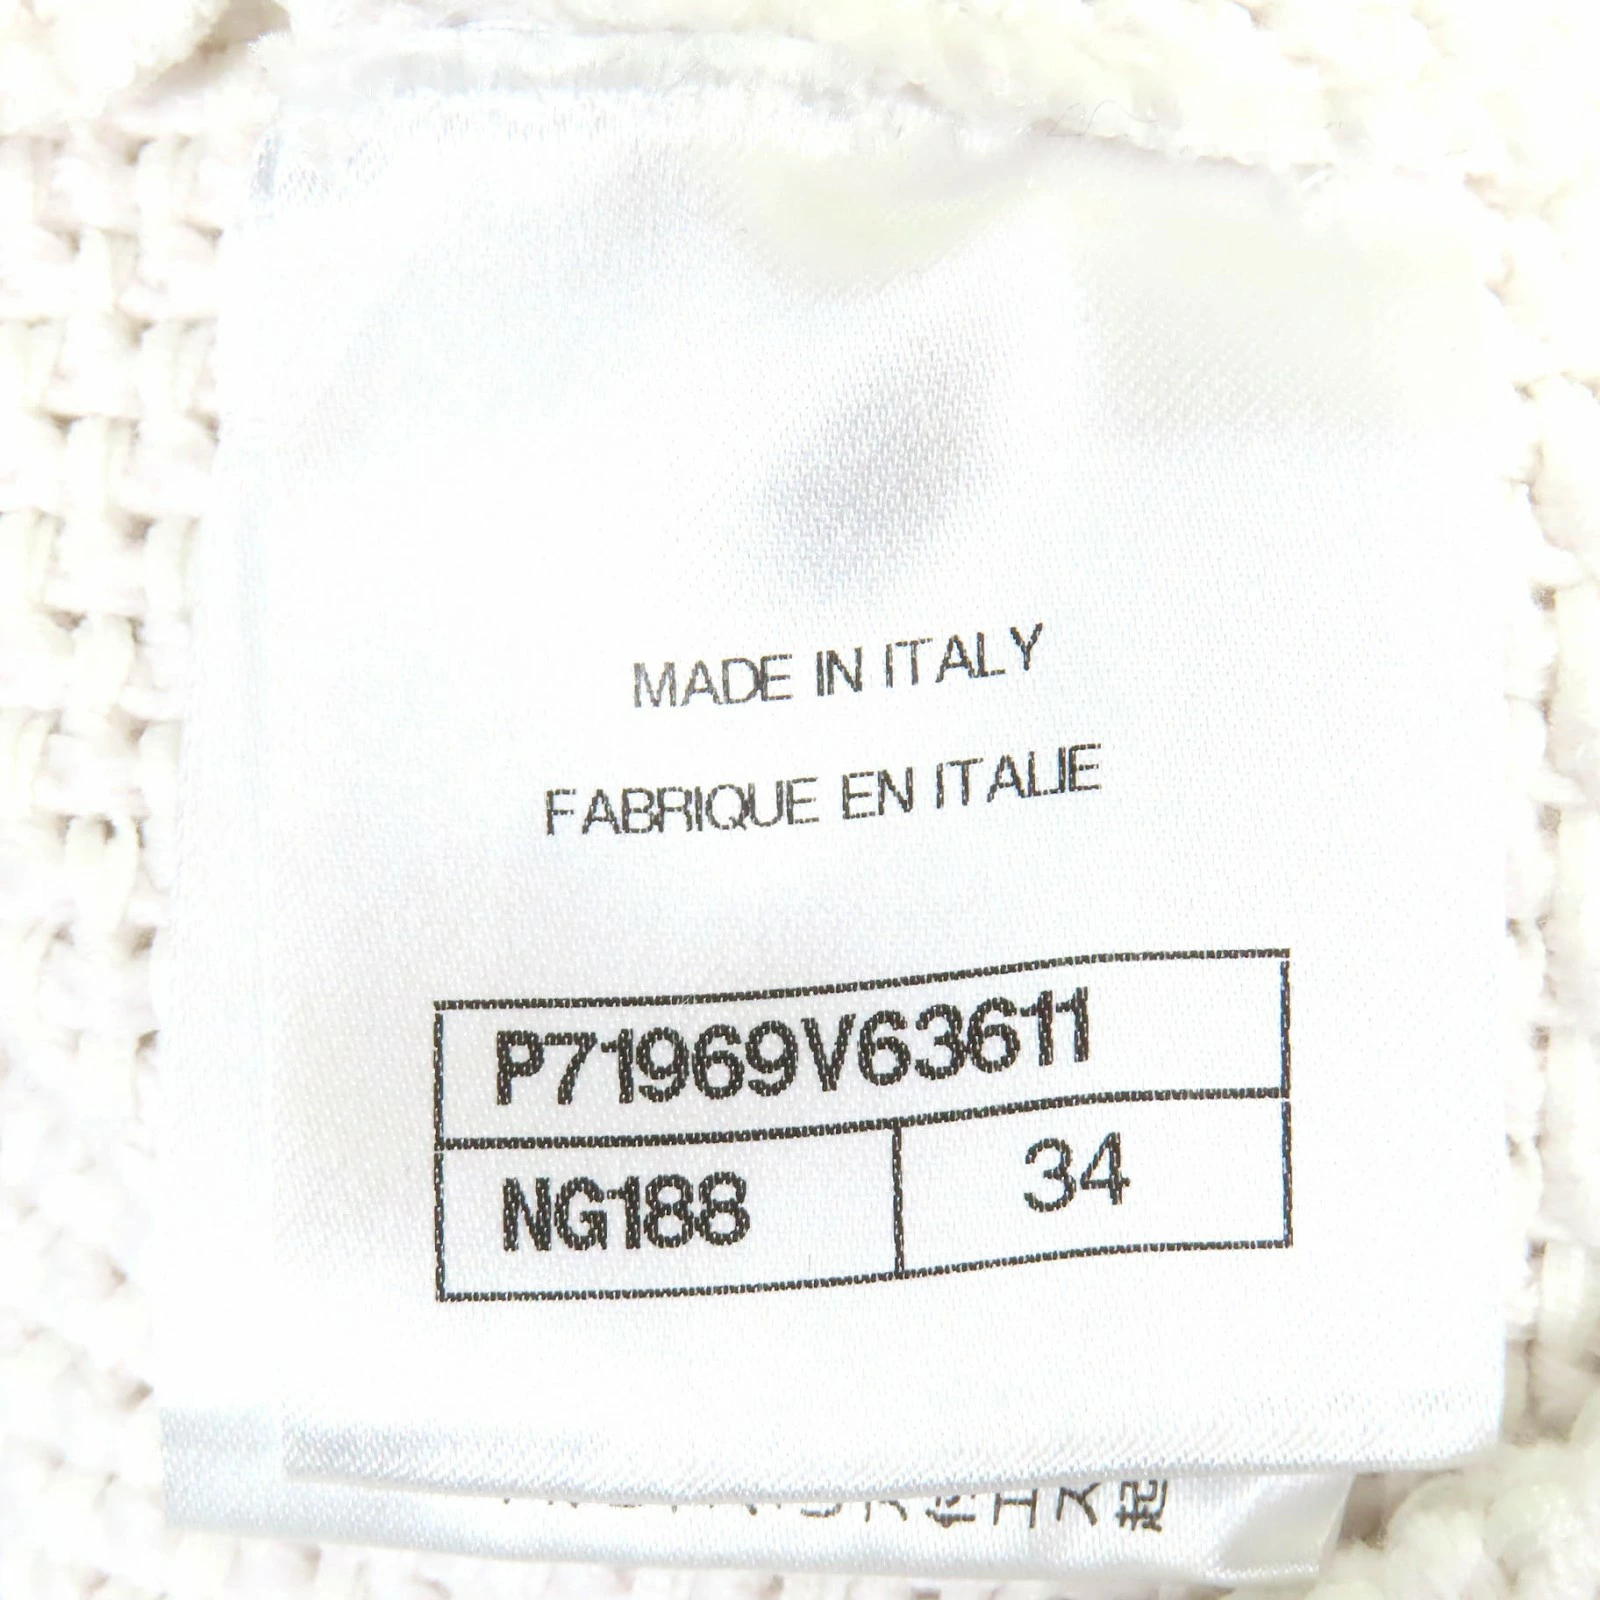 MADE IN ITALY
FABRIQUE EN ITALIE
P71969V63611
NG188 34